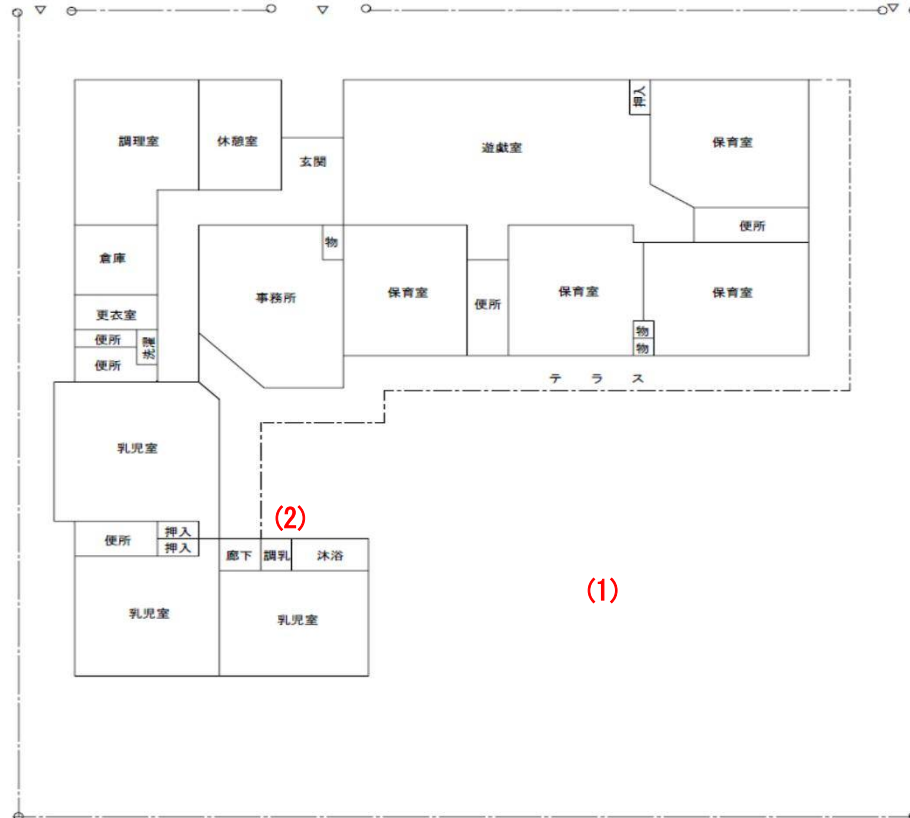 押入
調理室
休憩室
遊戯室
保育室
玄関
便所
物
倉庫
事務所
保育室
便所
保育室
保育室
更衣室
便所
洗濯
便所
物
物
テラス
乳児室
(2)
便所
押入
押入
廊下
調乳
沐浴
(1)
乳児室
乳児室